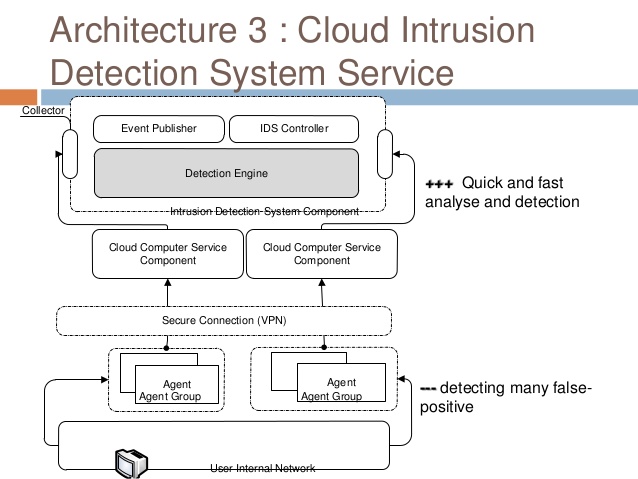 Architecture 3 : Cloud Intrusion
Detection System Service
Collector
Event Publisher
IDS Controller
Detection Engine
Intrusion Detection System Component
+++ Quick and fast
analyse and detection
Cloud Computer Service
Component
Cloud Computer Service
Component
Secure Connection (VPN)
Agent
Agent Group
Agent
Agent Group
--- detecting many false-
positive
User Internal Network